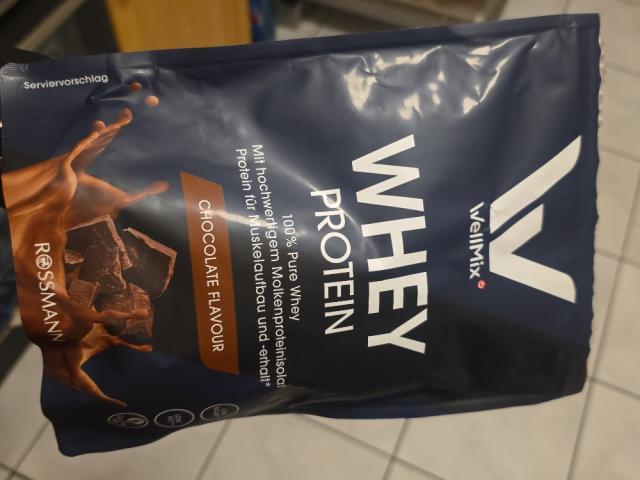 WellMix
WHEY
PROTEIN
100% Pure Whey
Mit hochwertigem Molkenproteinisolat
Protein für Muskelaufbau und -erhalt*
CHOCOLATE FLAVOUR
ROSSMANN
Serviervorschlag